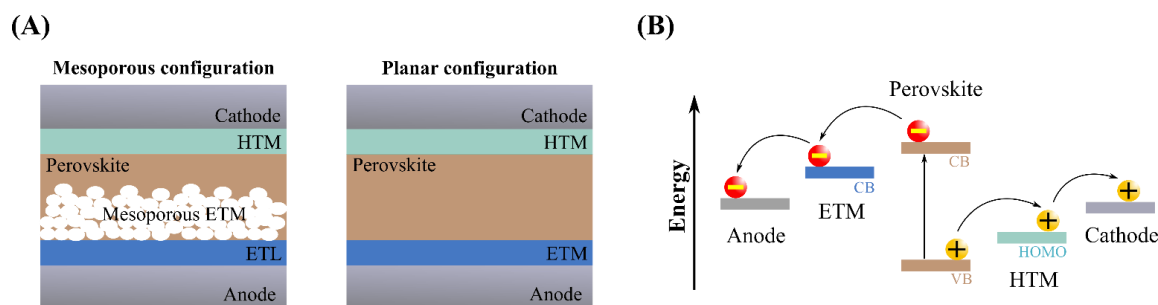 (A)
Mesoporous configuration
Cathode
HTM
Perovskite
Mesoporous ETM
ETL
Anode
Planar configuration
Cathode
HTM
Perovskite
ETM
Anode
(B)
Energy
Perovskite
CB
CB
ETM
Anode
VB
HOMO
HTM
Cathode